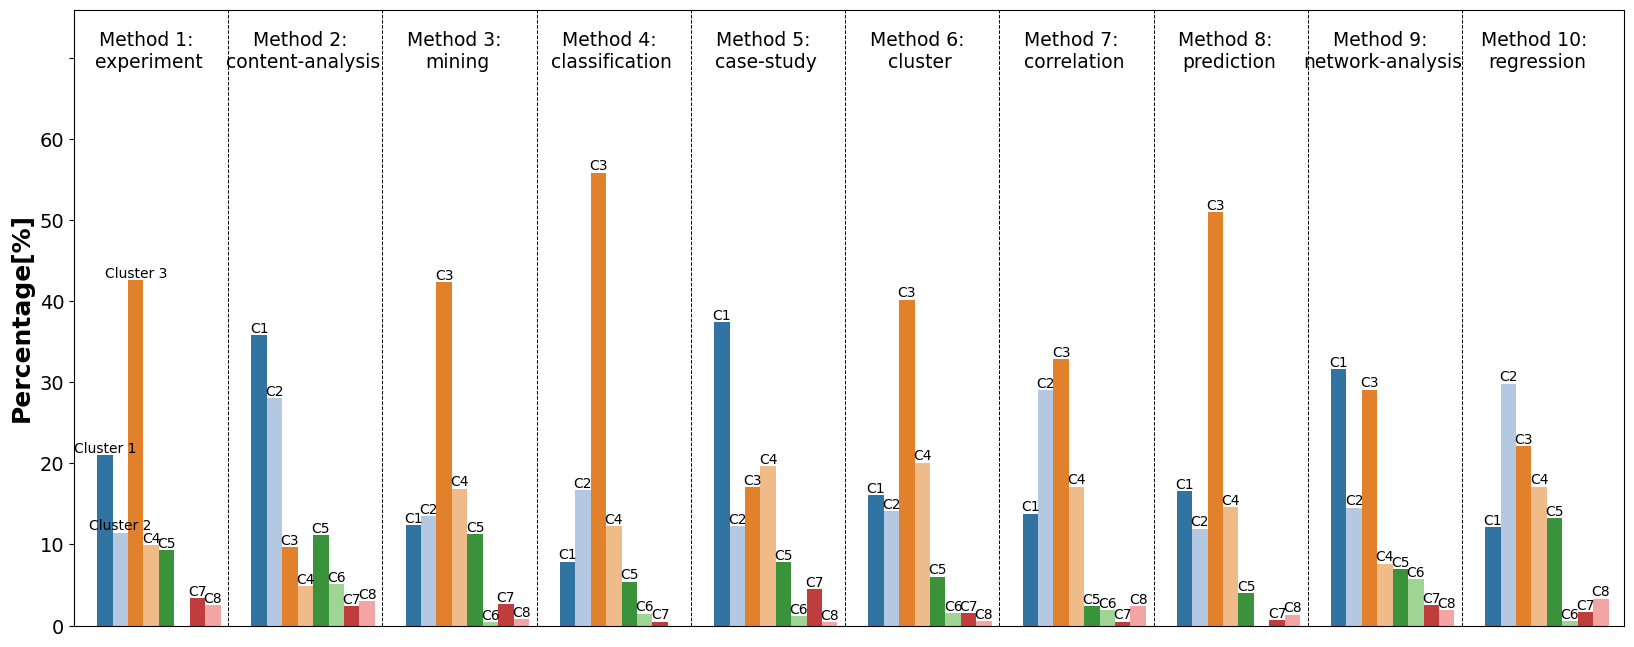 Method 1:
experiment
Method 2:
content-analysis
Method 3:
mining
Method 4:
classification
Method 5:
case-study
Method 6:
cluster
Method 7:
correlation
Method 8:
prediction
Method 9:
network-analysis
Method 10:
regression
Percentage[%]
60
50
40
30
20
10
0
Cluster 1
Cluster 2
Cluster 3
C4
C5
C7
C8
C1
C2
C3
C4
C5
C6
C7
C8
C1
C2
C3
C4
C5
C6
C7
C8
C1
C2
C3
C4
C5
C6
C7
C1
C2
C3
C4
C5
C6
C7
C8
C1
C2
C3
C4
C5
C6
C7
C8
C1
C2
C3
C4
C5
C6
C7
C8
C1
C2
C3
C4
C5
C7
C8
C1
C2
C3
C4
C5
C6
C7
C8
C1
C2
C3
C4
C5
C6
C7
C8